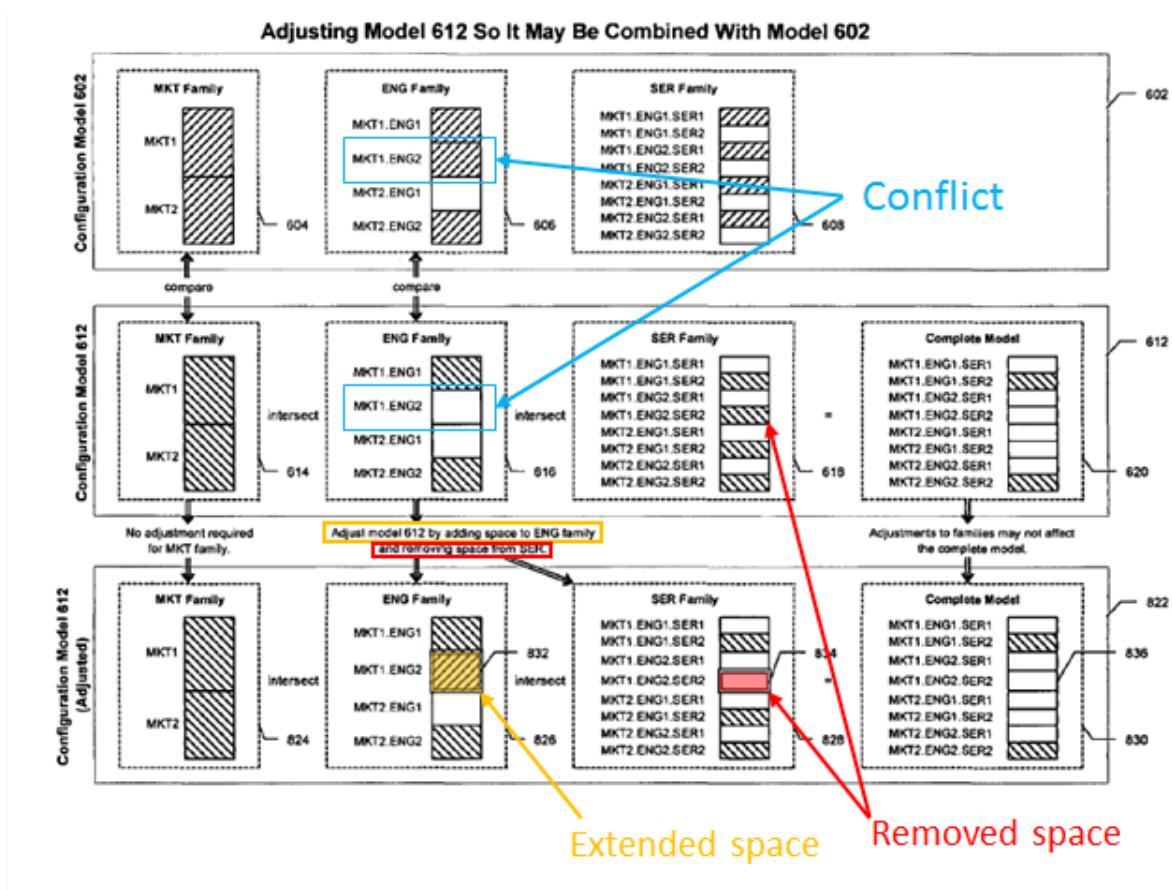 Adjusting Model 612 So It May Be Combined With Model 602
Configuration Model 602
MKT Family
MKT1
MKT2
604
ENG Family
MKT1.ENG1
MKT1.ENG2
MKT2.ENG1
MKT2.ENG2
606
SER Family
MKT1.ENG1.SER1
MKT1.ENG1.SER2
MKT1.ENG2.SER1
MKT1.ENG2.SER2
MKT2.ENG1.SER1
MKT2.ENG1.SER2
MKT2.ENG2.SER1
MKT2.ENG2.SER2
608
602
Conflict
compare
compare
Configuration Model 612
MKT Family
MKT1
MKT2
614
intersect
ENG Family
MKT1.ENG1
MKT1.ENG2
MKT2.ENG1
MKT2.ENG2
616
intersect
SER Family
MKT1.ENG1.SER1
MKT1.ENG1.SER2
MKT1.ENG2.SER1
MKT1.ENG2.SER2
MKT2.ENG1.SER1
MKT2.ENG1.SER2
MKT2.ENG2.SER1
MKT2.ENG2.SER2
618
=
Complete Model
MKT1.ENG1.SER1
MKT1.ENG1.SER2
MKT1.ENG2.SER1
MKT1.ENG2.SER2
MKT2.ENG1.SER1
MKT2.ENG1.SER2
MKT2.ENG2.SER1
MKT2.ENG2.SER2
620
612
No adjustment required
for MKT family.
Adjust model 612 by adding space to ENG family
and removing space from SER.
Adjustments to families may not affect
the complete model.
Configuration Model 612
(Adjusted)
MKT Family
MKT1
MKT2
824
intersect
ENG Family
MKT1.ENG1
MKT1.ENG2
MKT2.ENG1
MKT2.ENG2
832
826
intersect
SER Family
MKT1.ENG1.SER1
MKT1.ENG1.SER2
MKT1.ENG2.SER1
MKT1.ENG2.SER2
MKT2.ENG1.SER1
MKT2.ENG1.SER2
MKT2.ENG2.SER1
MKT2.ENG2.SER2
834
828
=
Complete Model
MKT1.ENG1.SER1
MKT1.ENG1.SER2
MKT1.ENG2.SER1
MKT1.ENG2.SER2
MKT2.ENG1.SER1
MKT2.ENG1.SER2
MKT2.ENG2.SER1
MKT2.ENG2.SER2
836
830
822
Extended space
Removed space